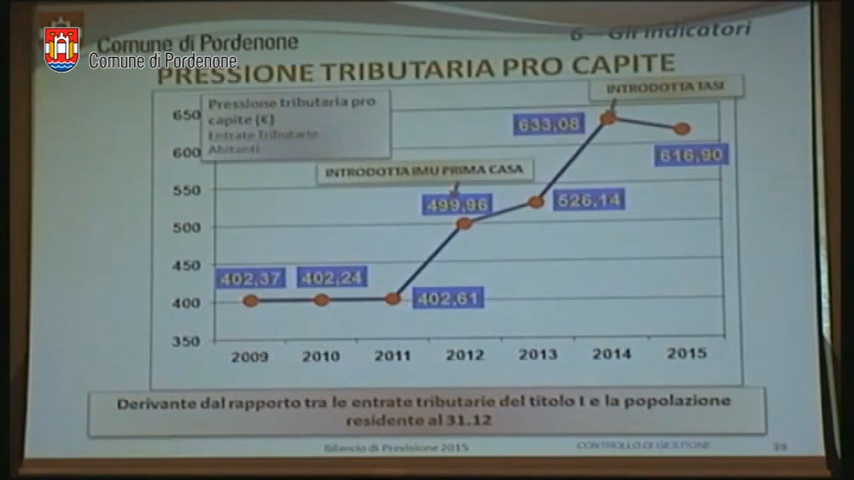 Comune di Pordenone
Comune di Pordenone
6 – Gli Indicatori
PRESSIONE TRIBUTARIA PRO CAPITE
INTRODOTTA TASI
Pressione tributaria pro
capite (€)
Entrate Tributarie
Abitanti
650
600
550
500
450
400
350
INTRODOTTA IMU PRIMA CASA
402,37
402,24
402,61
499,96
526,14
633,08
616,90
2009
2010
2011
2012
2013
2014
2015
Derivante dal rapporto tra le entrate tributarie del titolo I e la popolazione
residente al 31.12
Bilancio di Previsione 2015
CONTROLLO DI GESTIONE
39